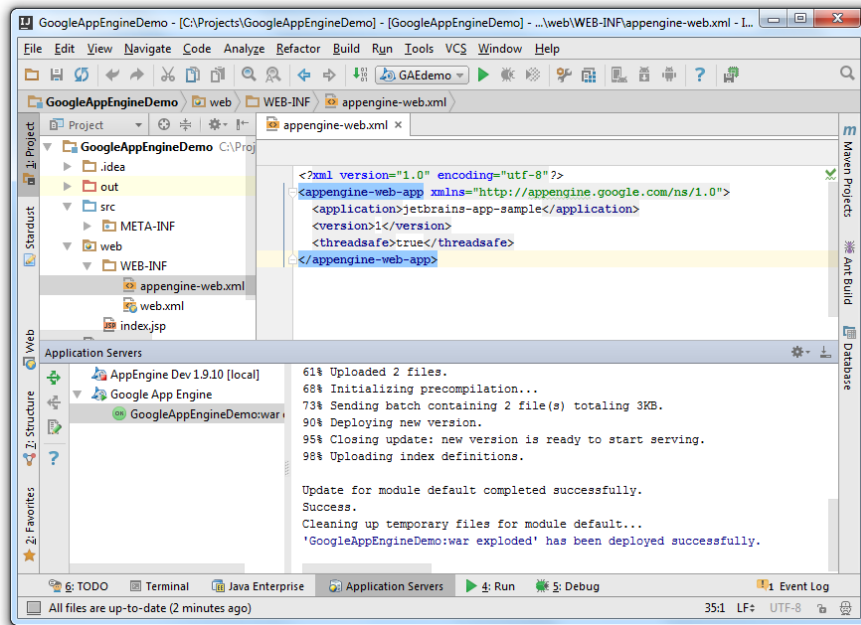 GoogleAppEngineDemo - [C:\Projects\GoogleAppEngineDemo] - [GoogleAppEngineDemo] - ...\web\WEB-INF\appengine-web.xml - I...
File Edit View Navigate Code Analyze Refactor Build Run Tools VCS Window Help
GAEdemo
GoogleAppEngineDemo web WEB-INF appengine-web.xml
1: Project
Stardust
Web
7: Structure
2: Favorites
Project
GoogleAppEngineDemo C:\Proj
.idea
out
src
META-INF
web
WEB-INF
appengine-web.xml
web.xml
index.jsp
appengine-web.xml
<?xml version="1.0" encoding="utf-8"?>
<appengine-web-app xmlns="http://appengine.google.com/ns/1.0">
<application>jetbrains-app-sample</application>
<version>1</version>
<threadsafe>true</threadsafe>
</appengine-web-app>
Maven Projects
Ant Build
Database
Application Servers
AppEngine Dev 1.9.10 [local]
Google App Engine
GoogleAppEngineDemo:war
61% Uploaded 2 files.
68% Initializing precompilation...
73% Sending batch containing 2 file(s) totaling 3KB.
90% Deploying new version.
95% Closing update: new version is ready to start serving.
98% Uploading index definitions.
Update for module default completed successfully.
Success.
Cleaning up temporary files for module default...
'GoogleAppEngineDemo:war exploded' has been deployed successfully.
6: TODO Terminal Java Enterprise Application Servers 4: Run 5: Debug 1 Event Log
All files are up-to-date (2 minutes ago) 35:1 LF UTF-8